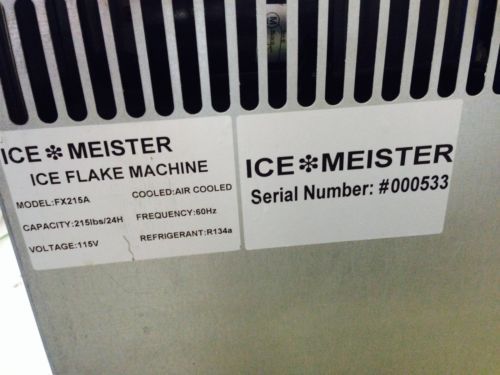 ICE✻MEISTER
ICE FLAKE MACHINE
MODEL:FX215A COOLED:AIR COOLED
CAPACITY:215lbs/24H FREQUENCY:60Hz
VOLTAGE:115V REFRIGERANT:R134a
ICE✻MEISTER
Serial Number: #000533